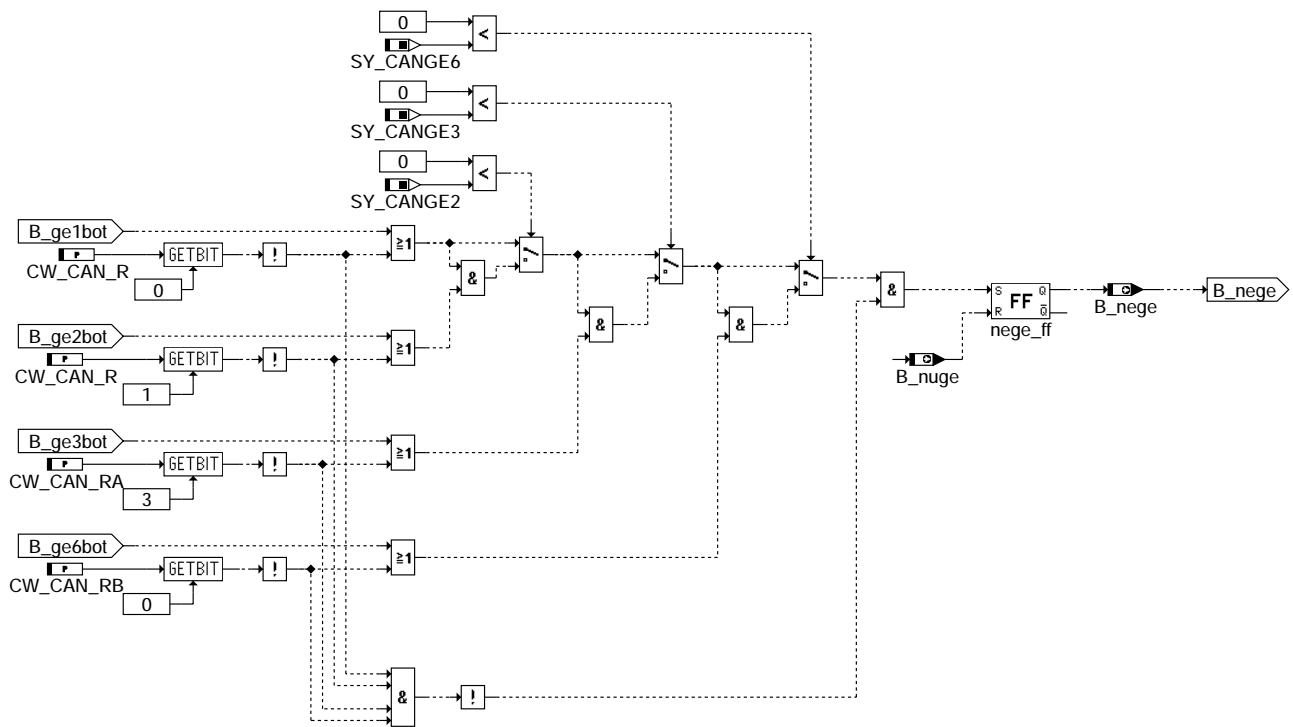 0
<
SY_CANGE6
0
<
SY_CANGE3
0
<
SY_CANGE2
B_ge1bot
≥1
P
GETBIT
!
CW_CAN_R
0
&
&
&
&
S Q
FF
R Q̅
nege_ff
B_nege
B_nege
B_nuge
B_ge2bot
≥1
P
GETBIT
!
CW_CAN_R
1
B_ge3bot
≥1
P
GETBIT
!
CW_CAN_RA
3
B_ge6bot
≥1
P
GETBIT
!
CW_CAN_RB
0
&
!